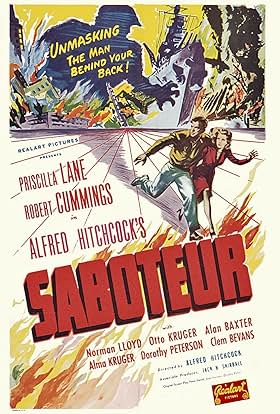 UNMASKING
THE MAN
BEHIND YOUR
BACK!
REALART PICTURES
PRESENTS
PRISCILLA LANE
ROBERT CUMMINGS
in
ALFRED HITCHCOCK'S
SABOTEUR
with
Norman LLOYD Otto KRUGER Alan BAXTER
Alma KRUGER Dorothy PETERSON Clem BEVANS
Directed by ALFRED HITCHCOCK
Associate Producer JACK H. SKIRBALL
Realart
PICTURE